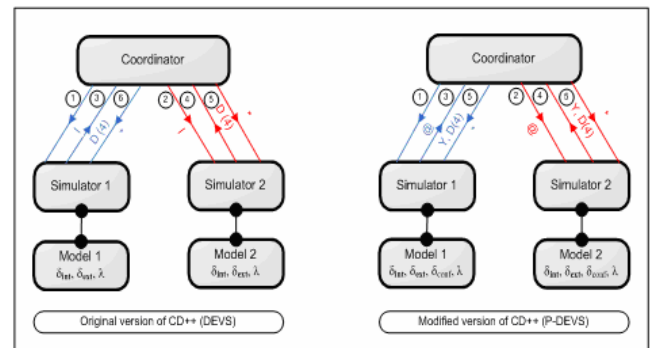 Coordinator
1 3 6 2 4 5
I D (4) * I D (4) *
Simulator 1
Simulator 2
Model 1
δint, δext, λ
Model 2
δint, δext, λ
Original version of CD++ (DEVS)
Coordinator
1 3 5 2 4 5
@ Y, D(4) * @ Y, D(4) *
Simulator 1
Simulator 2
Model 1
δint, δext, δconf, λ
Model 2
δint, δext, δconf, λ
Modified version of CD++ (P-DEVS)